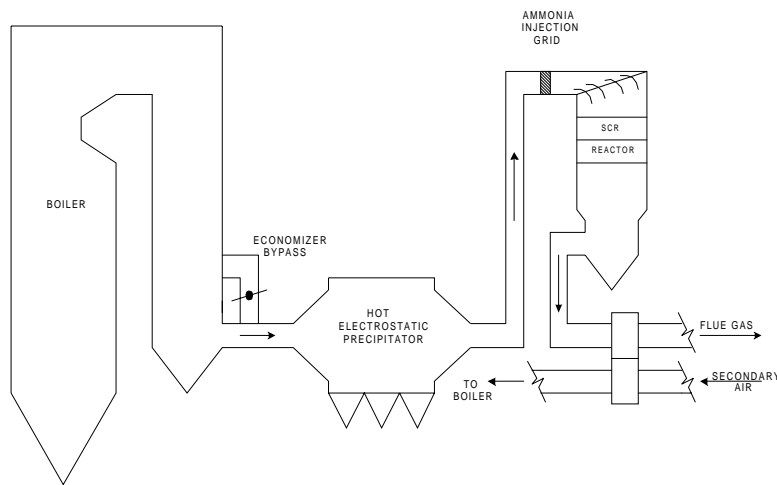 AMMONIA
INJECTION
GRID
SCR
REACTOR
BOILER
ECONOMIZER
BYPASS
HOT
ELECTROSTATIC
PRECIPITATOR
FLUE GAS
TO
BOILER
SECONDARY
AIR